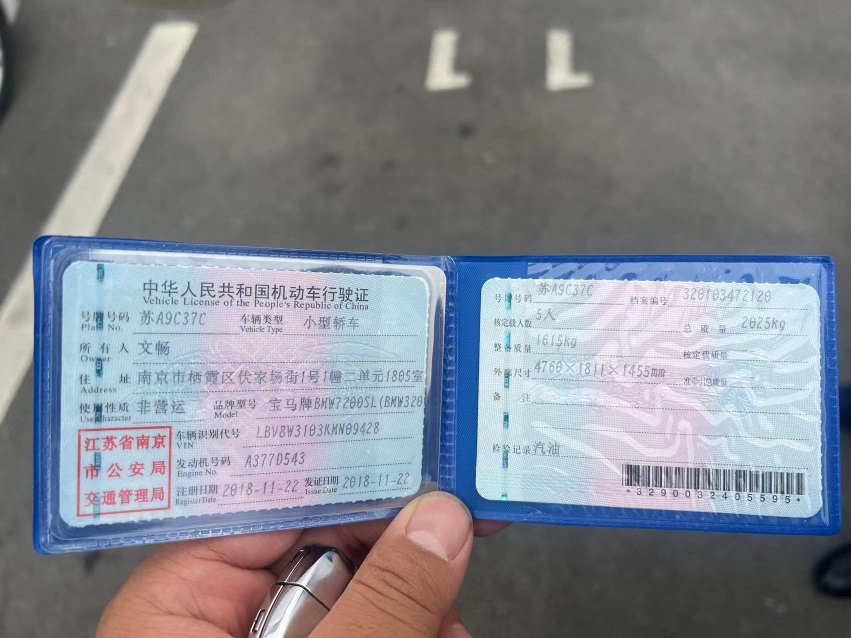 中华人民共和国机动车行驶证
Vehicle License of the People's Republic of China
号牌号码 苏A9C37C 车辆类型 小型轿车
Plate No. Vehicle Type
所有人 文畅
Owner
住址 南京市栖霞区伏家场街1号1幢二单元1805室
Address
使用性质 非营运 品牌型号 宝马牌BMW7200SL(BMW320
Use Character Model
江苏省南京
市公安局
交通管理局
车辆识别代号 LBV8W3103KMN09428
VIN
发动机号码 A377D543
Engine No.
注册日期 2018-11-22 发证日期 2018-11-22
Register Date Issue Date
号牌号码 苏A9C37C 档案编号 320103472120
核定载人数 5人 总质量 2025kg
整备质量 1615kg 核定载质量
外廓尺寸 4760×1811×1455mm 准牵引总质量
备注
检验记录 汽油
*3290032405595*